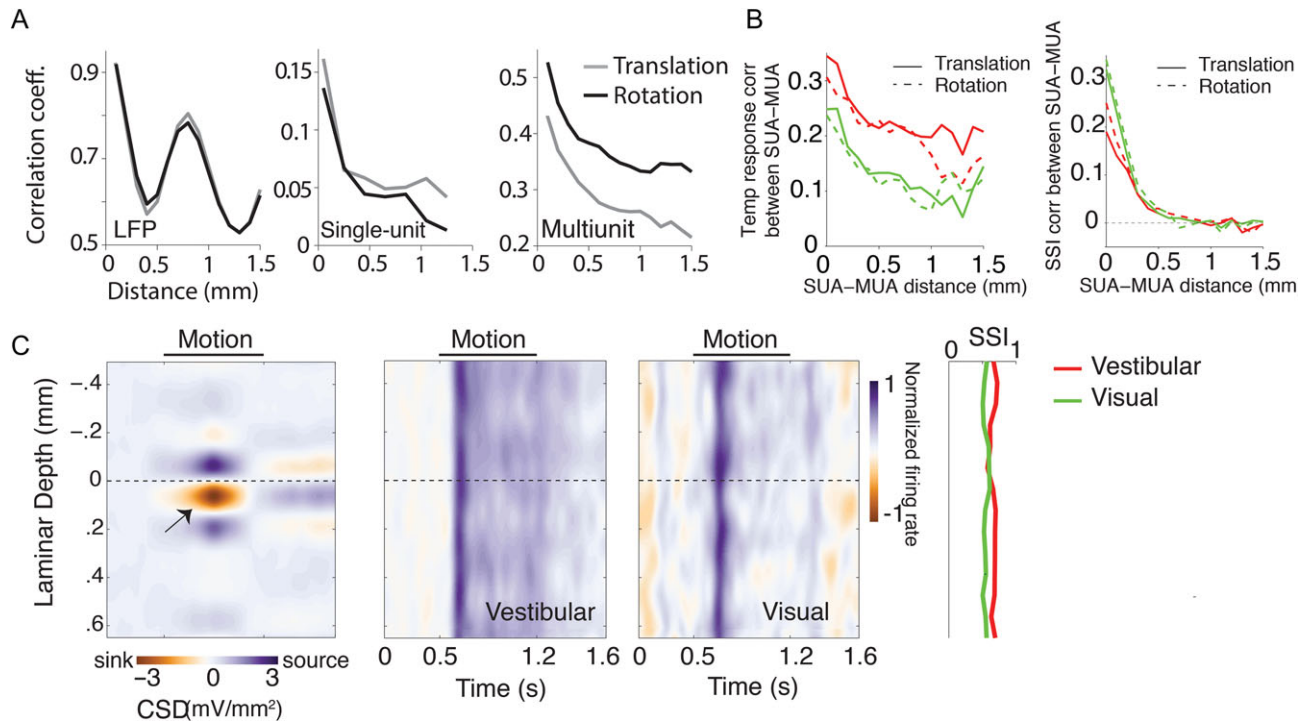 A
Correlation coeff.
0.9
0.7
0.5
LFP
0 0.5 1 1.5
Distance (mm)
0.15
0.1
0.05
0
Single-unit
0 0.5 1 1.5
0.5
0.4
0.3
0.2
Multiunit
Translation
Rotation
0 0.5 1 1.5
B
Temp response corr
between SUA–MUA
0.3
0.2
0.1
0
Translation
Rotation
0 0.5 1 1.5
SUA–MUA distance (mm)
SSI corr between SUA–MUA
0.3
0.2
0.1
0
Translation
Rotation
0 0.5 1 1.5
SUA–MUA distance (mm
C
Motion
Laminar Depth (mm)
-.4
-.2
0
.2
.4
.6
sink source
−3 0 3
CSD(mV/mm²)
Motion
Vestibular
0 0.5 1.2 1.6
Time (s)
Motion
Visual
0 0.5 1.2 1.6
Time (s)
1
-1
Normalized firing rate
0 SSI 1
Vestibular
Visual